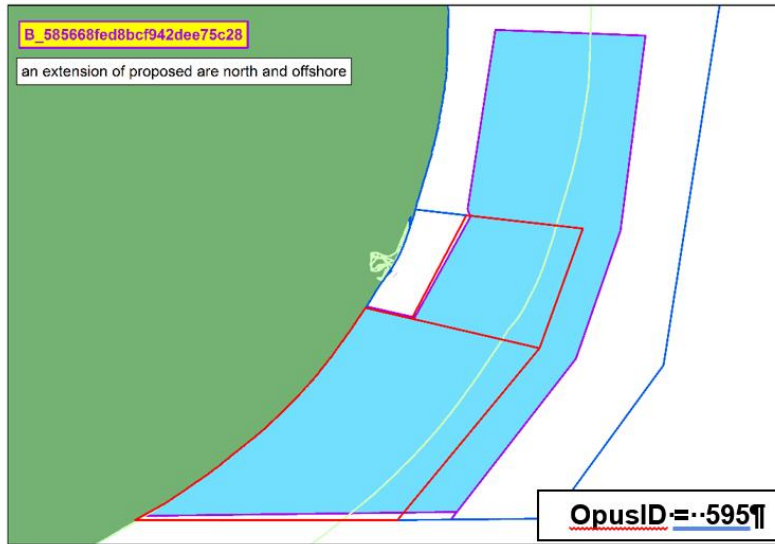 B_585668fed8bcf942dee75c28
an extension of proposed are north and offshore
OpusID·=··595¶